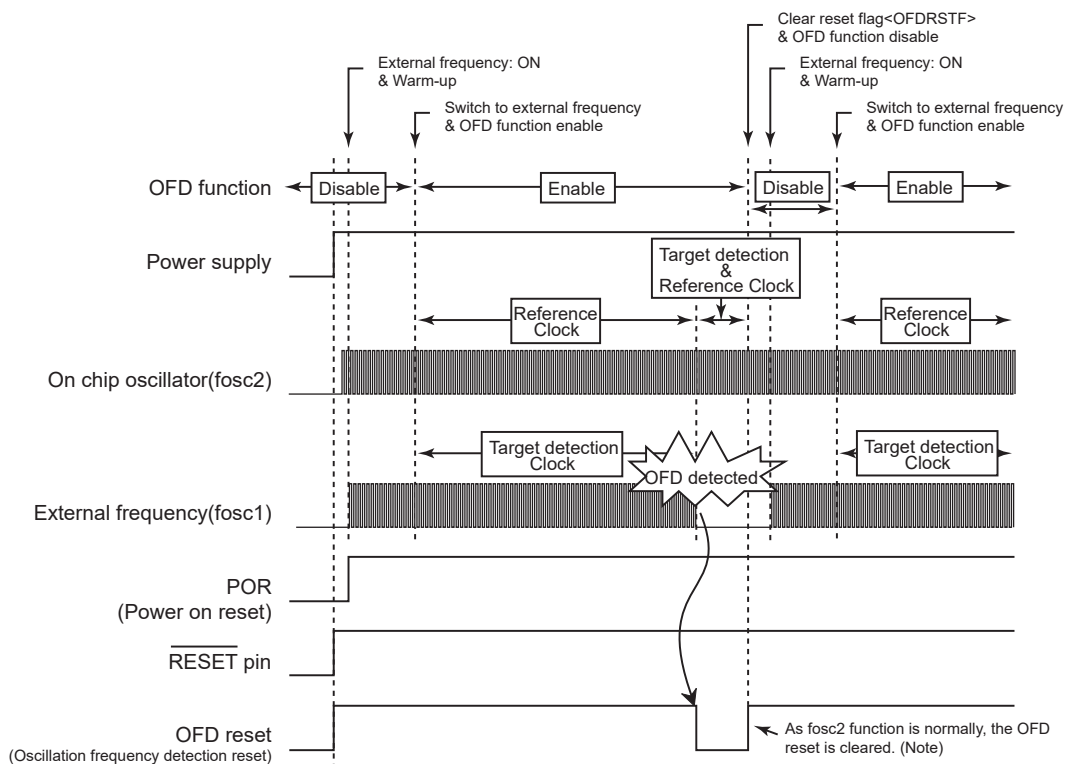 Clear reset flag<OFDRSTF>
& OFD function disable
External frequency: ON
& Warm-up
External frequency: ON
& Warm-up
Switch to external frequency
& OFD function enable
Switch to external frequency
& OFD function enable
OFD function
Disable
Enable
Disable
Enable
Power supply
Target detection
&
Reference Clock
Reference
Clock
Reference
Clock
On chip oscillator(fosc2)
Target detection
Clock
OFD detected
Target detection
Clock
External frequency(fosc1)
POR
(Power on reset)
RESET pin
OFD reset
(Oscillation frequency detection reset)
As fosc2 function is normally, the OFD
reset is cleared. (Note)